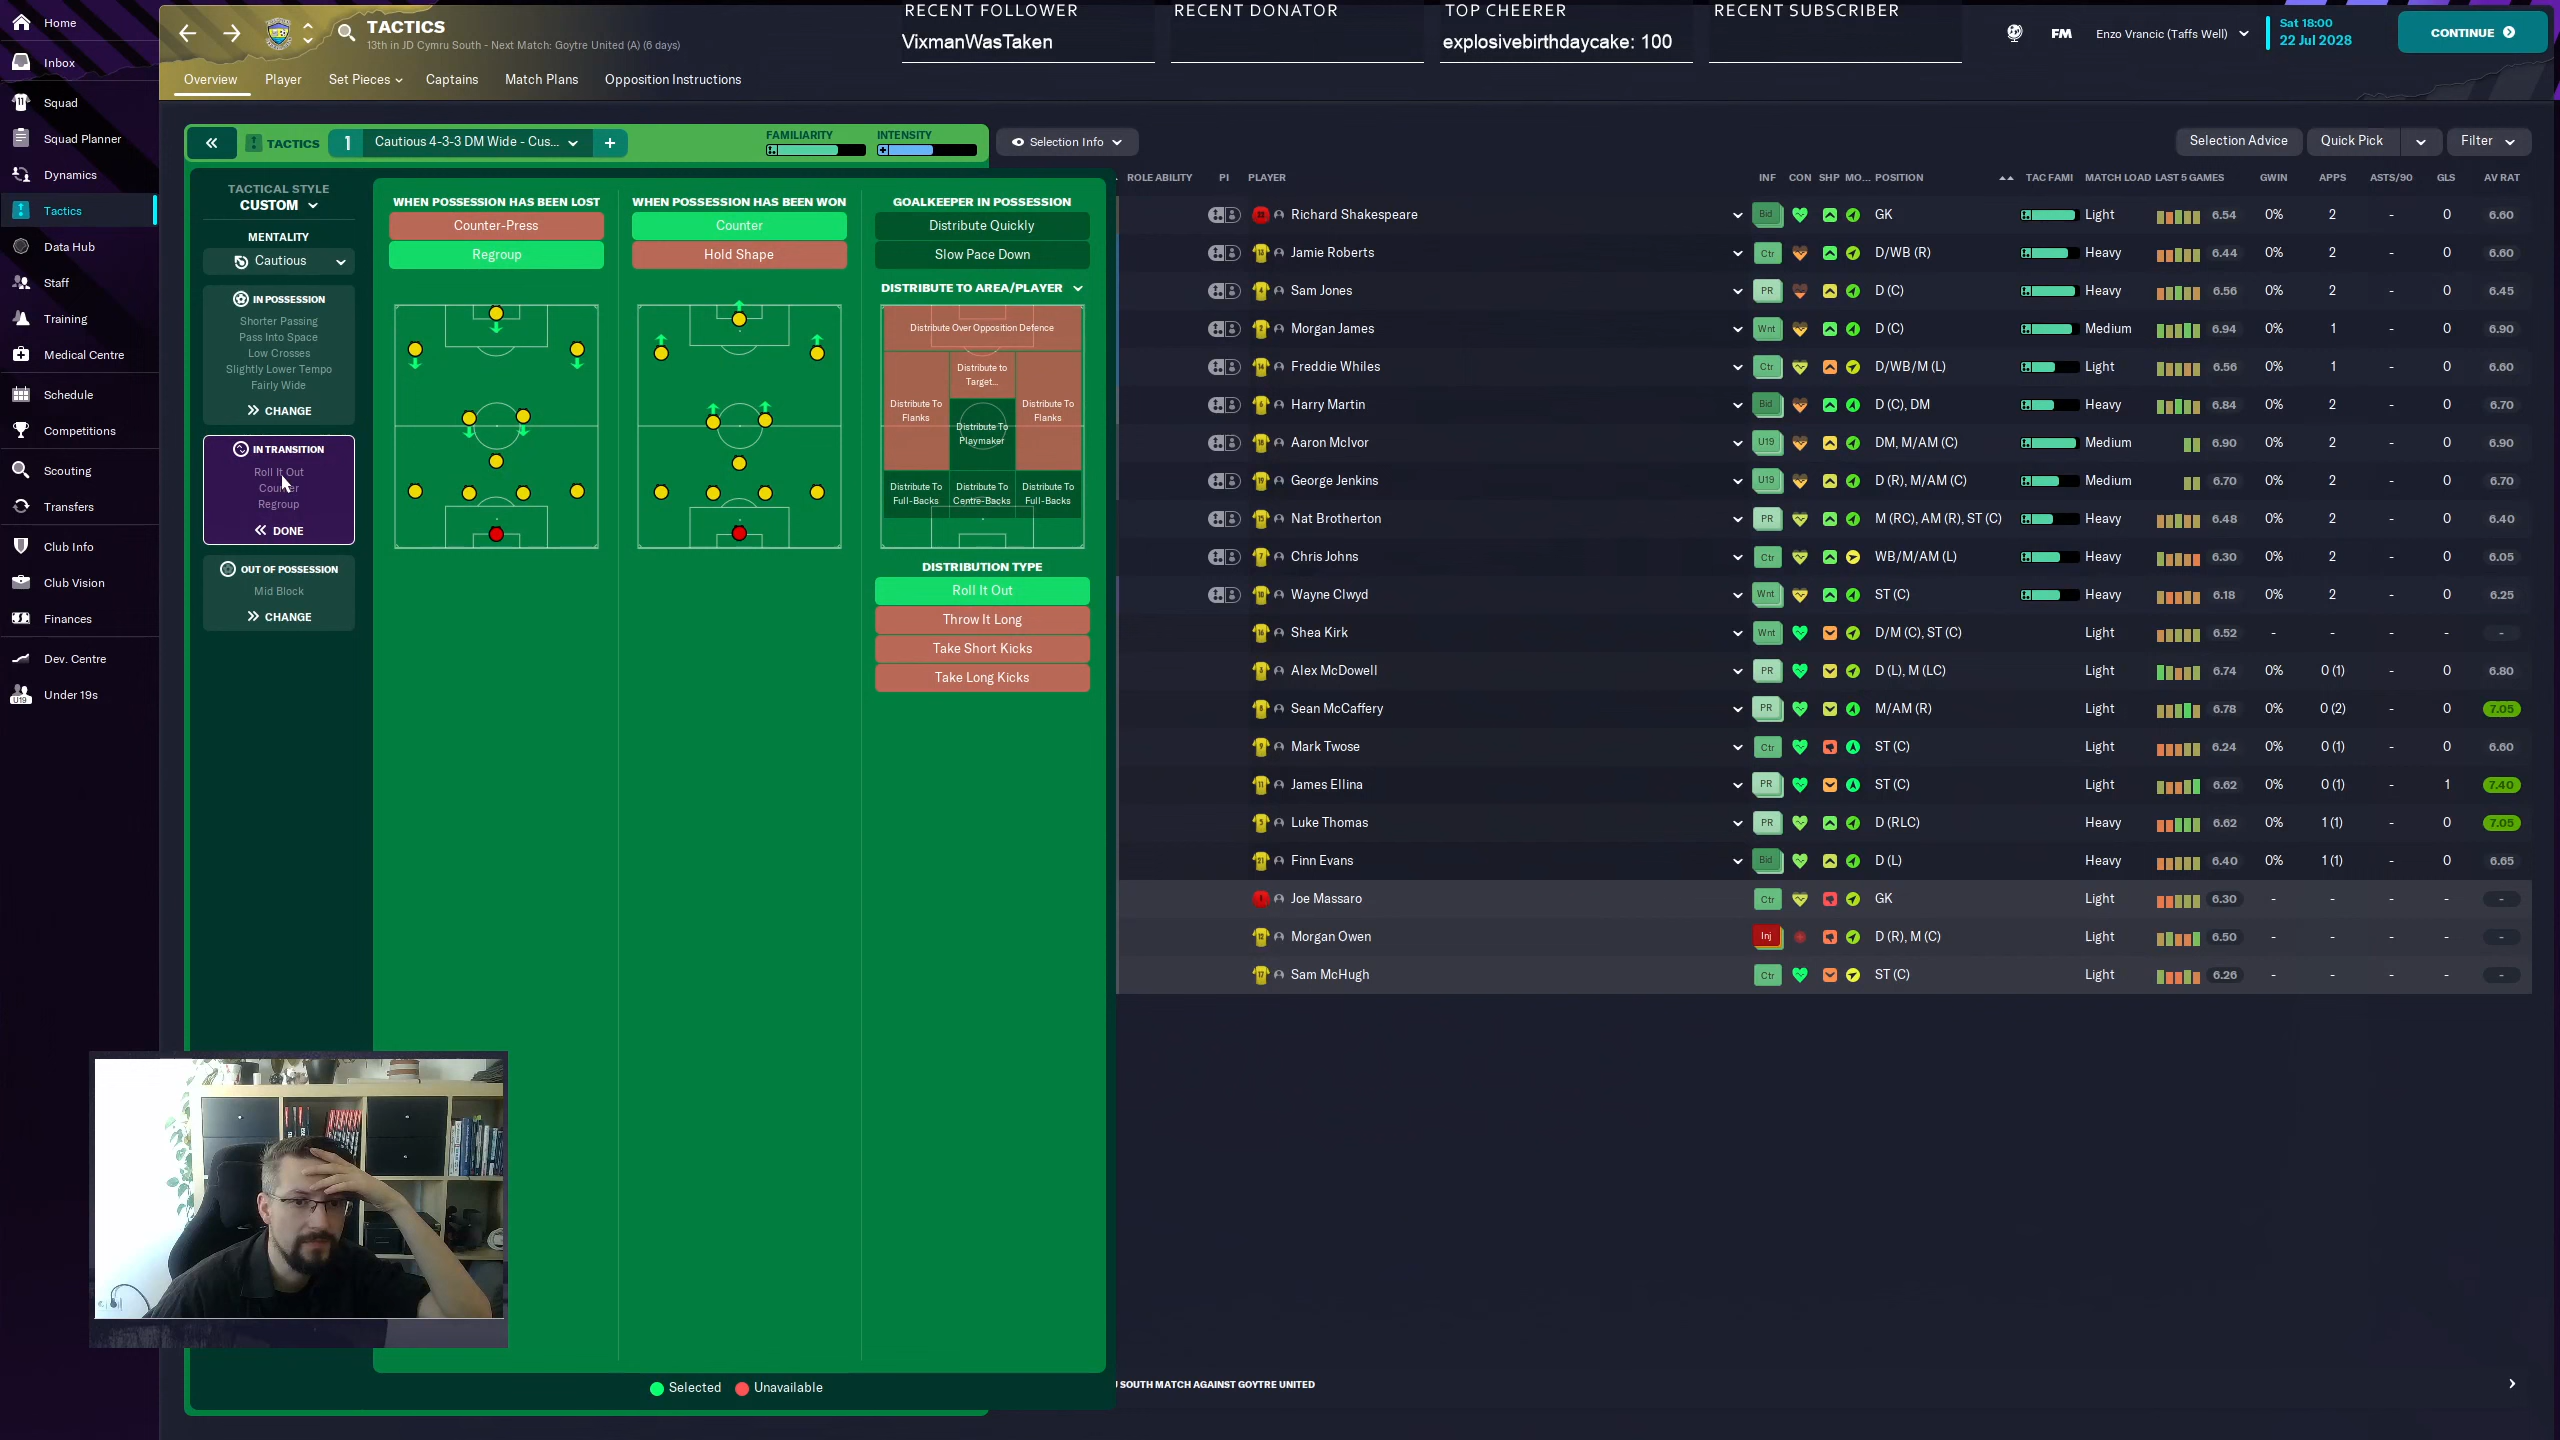 Home
Inbox
Squad
Squad Planner
Dynamics
Tactics
Data Hub
Staff
Training
Medical Centre
Schedule
Competitions
Scouting
Transfers
Club Info
Club Vision
Finances
Dev. Centre
Under 19s
TACTICS
13th in JD Cymru South - Next Match: Goytre United (A) (6 days)
Overview Player Set Pieces Captains Match Plans Opposition Instructions
RECENT FOLLOWER RECENT DONATOR TOP CHEERER RECENT SUBSCRIBER
VixmanWasTaken explosivebirthdaycake: 100
FM Enzo Vrancic (Taffs Well)
Sat 18:00
22 Jul 2028
CONTINUE
TACTICS 1 Cautious 4-3-3 DM Wide - Cus... +
FAMILIARITY INTENSITY
Selection Info
Selection Advice Quick Pick Filter
TACTICAL STYLE
CUSTOM
MENTALITY
Cautious
IN POSSESSION
Shorter Passing
Pass Into Space
Low Crosses
Slightly Lower Tempo
Fairly Wide
CHANGE
IN TRANSITION
Roll It Out
Counter
Regroup
DONE
OUT OF POSSESSION
Mid Block
CHANGE
WHEN POSSESSION HAS BEEN LOST
Counter-Press
Regroup
WHEN POSSESSION HAS BEEN WON
Counter
Hold Shape
GOALKEEPER IN POSSESSION
Distribute Quickly
Slow Pace Down
DISTRIBUTE TO AREA/PLAYER
Distribute Over Opposition Defence
Distribute to
Target...
Distribute To
Flanks
Distribute To
Playmaker
Distribute To
Flanks
Distribute To
Full-Backs
Distribute To
Centre-Backs
Distribute To
Full-Backs
DISTRIBUTION TYPE
Roll It Out
Throw It Long
Take Short Kicks
Take Long Kicks
Selected Unavailable
ROLE ABILITY PI PLAYER INF CON SHP MO... POSITION TAC FAMI MATCH LOAD LAST 5 GAMES GWIN APPS ASTS/90 GLS AV RAT
Richard Shakespeare Bid GK Light 6.54 0% 2 - 0 6.60
Jamie Roberts Ctr D/WB (R) Heavy 6.44 0% 2 - 0 6.60
Sam Jones PR D (C) Heavy 6.56 0% 2 - 0 6.45
Morgan James Wnt D (C) Medium 6.94 0% 1 - 0 6.90
Freddie Whiles Ctr D/WB/M (L) Light 6.56 0% 1 - 0 6.60
Harry Martin Bid D (C), DM Heavy 6.84 0% 2 - 0 6.70
Aaron McIvor U19 DM, M/AM (C) Medium 6.90 0% 2 - 0 6.90
George Jenkins U19 D (R), M/AM (C) Medium 6.70 0% 2 - 0 6.70
Nat Brotherton PR M (RC), AM (R), ST (C) Heavy 6.48 0% 2 - 0 6.40
Chris Johns Ctr WB/M/AM (L) Heavy 6.30 0% 2 - 0 6.05
Wayne Clwyd Wnt ST (C) Heavy 6.18 0% 2 - 0 6.25
Shea Kirk Wnt D/M (C), ST (C) Light 6.52 - - - - -
Alex McDowell PR D (L), M (LC) Light 6.74 0% 0 (1) - 0 6.80
Sean McCaffery PR M/AM (R) Light 6.78 0% 0 (2) - 0 7.05
Mark Twose Ctr ST (C) Light 6.24 0% 0 (1) - 0 6.60
James Ellina PR ST (C) Light 6.62 0% 0 (1) - 1 7.40
Luke Thomas PR D (RLC) Heavy 6.62 0% 1 (1) - 0 7.05
Finn Evans Bid D (L) Heavy 6.40 0% 1 (1) - 0 6.65
Joe Massaro Ctr GK Light 6.30 - - - - -
Morgan Owen Inj D (R), M (C) Light 6.50 - - - - -
Sam McHugh Ctr ST (C) Light 6.26 - - - - -
SOUTH MATCH AGAINST GOYTRE UNITED